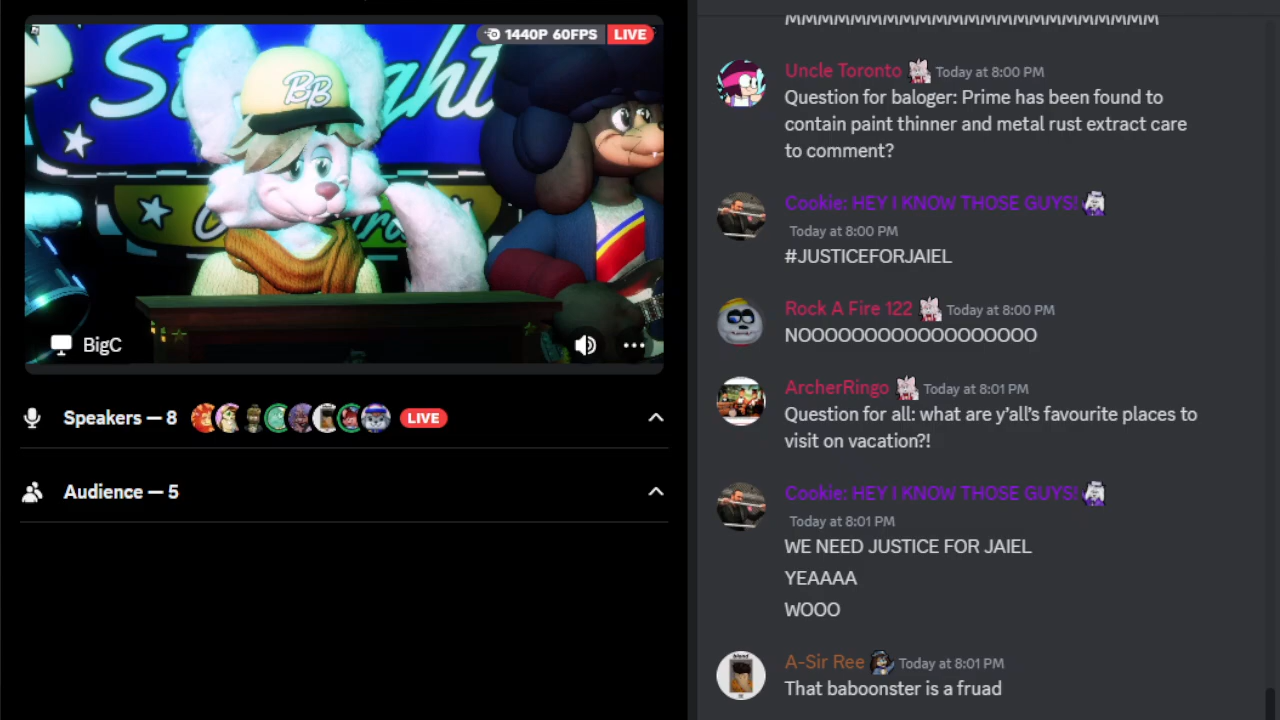 1440P 60FPS LIVE
BB
BigC
Speakers — 8 LIVE
Audience — 5
Uncle Toronto Today at 8:00 PM
Question for baloger: Prime has been found to
contain paint thinner and metal rust extract care
to comment?
Cookie: HEY I KNOW THOSE GUYS!
Today at 8:00 PM
#JUSTICEFORJAIEL
Rock A Fire 122 Today at 8:00 PM
NOOOOOOOOOOOOOOOOOO
ArcherRingo Today at 8:01 PM
Question for all: what are y’all’s favourite places to
visit on vacation?!
Cookie: HEY I KNOW THOSE GUYS!
Today at 8:01 PM
WE NEED JUSTICE FOR JAIEL
YEAAAA
WOOO
A-Sir Ree Today at 8:01 PM
That baboonster is a fruad